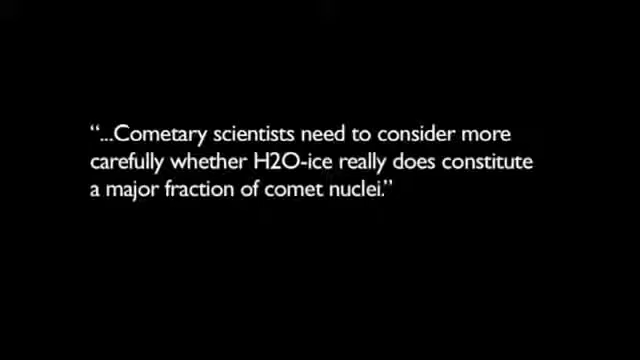 “...Cometary scientists need to consider more
carefully whether H2O-ice really does constitute
a major fraction of comet nuclei.”